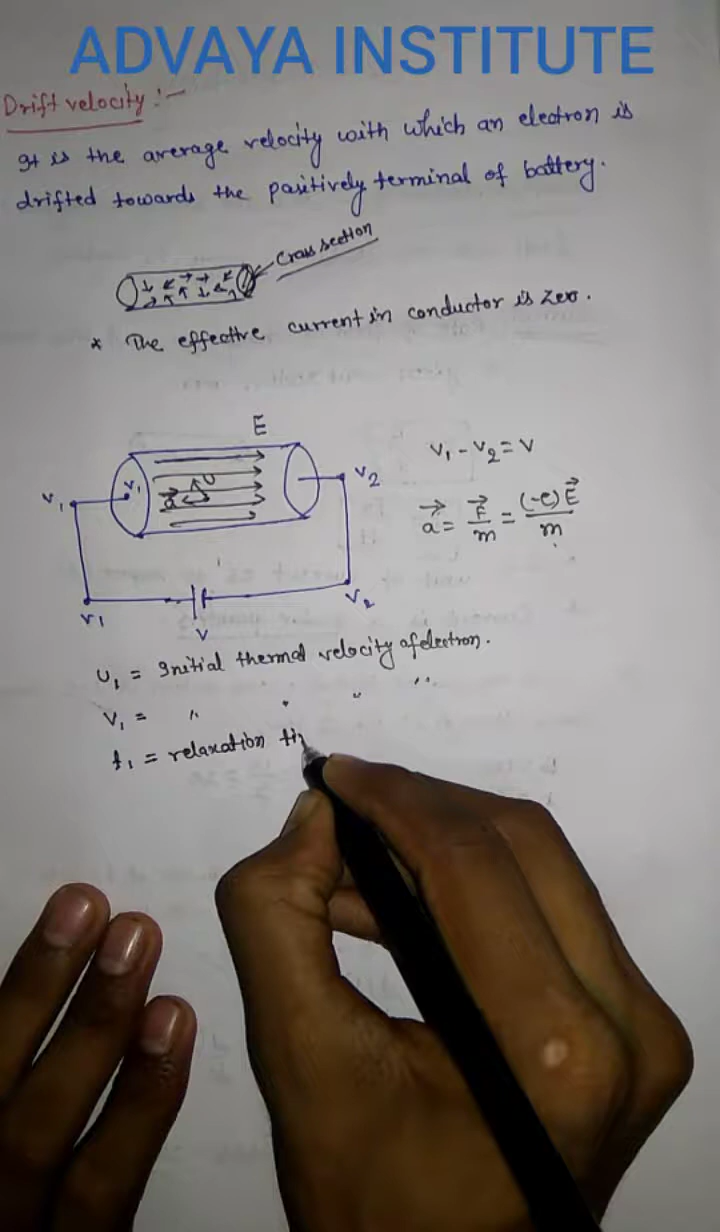 ADVAYA INSTITUTE
Drift velocity :-
It is the average velocity with which an electron is
drifted towards the positively terminal of battery.
Cross section
* The effective current in conductor is zero.
E
V₁ - V₂ = V
V₁
V₁
U
a
V₂
a = F/m = (-e)E/m
V₁
V
V₂
U₁ = Initial thermal velocity of electron.
V₁ = " " " "
t₁ = relaxation ti